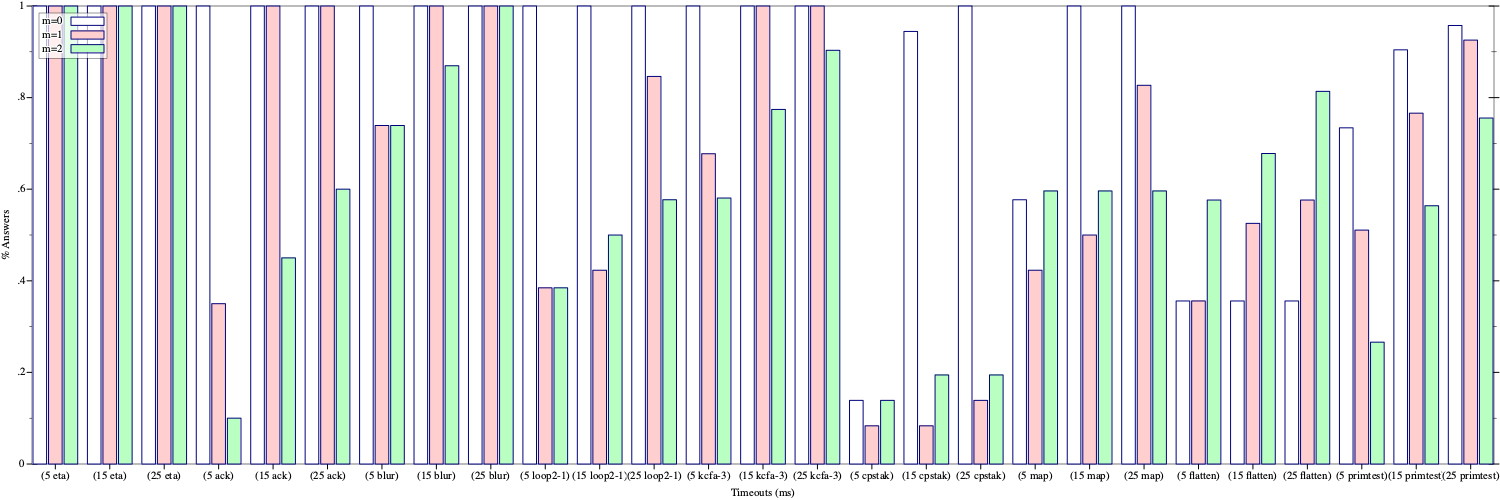 1
m=0
m=1
m=2
.8
.6
.4
.2
0
% Answers
(5 eta) (15 eta) (25 eta) (5 ack) (15 ack) (25 ack) (5 blur) (15 blur) (25 blur) (5 loop2-1) (15 loop2-1) (25 loop2-1) (5 kcfa-3) (15 kcfa-3) (25 kcfa-3) (5 cpstak) (15 cpstak) (25 cpstak) (5 map) (15 map) (25 map) (5 flatten) (15 flatten) (25 flatten) (5 primtest) (15 primtest) (25 primtest)
Timeouts (ms)